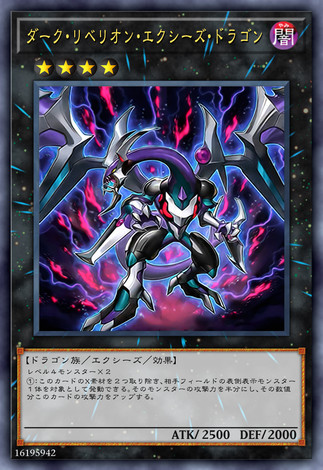 ダーク・リベリオン・エクシーズ・ドラゴン
やみ
闇
【ドラゴン族／エクシーズ／効果】
レベル4モンスター×2
①：このカードのX素材を2つ取り除き、相手フィールドの表側表示モンスター
1体を対象として発動できる。そのモンスターの攻撃力を半分にし、その数値
分このカードの攻撃力をアップする。
ATK/ 2500 DEF/ 2000
16195942